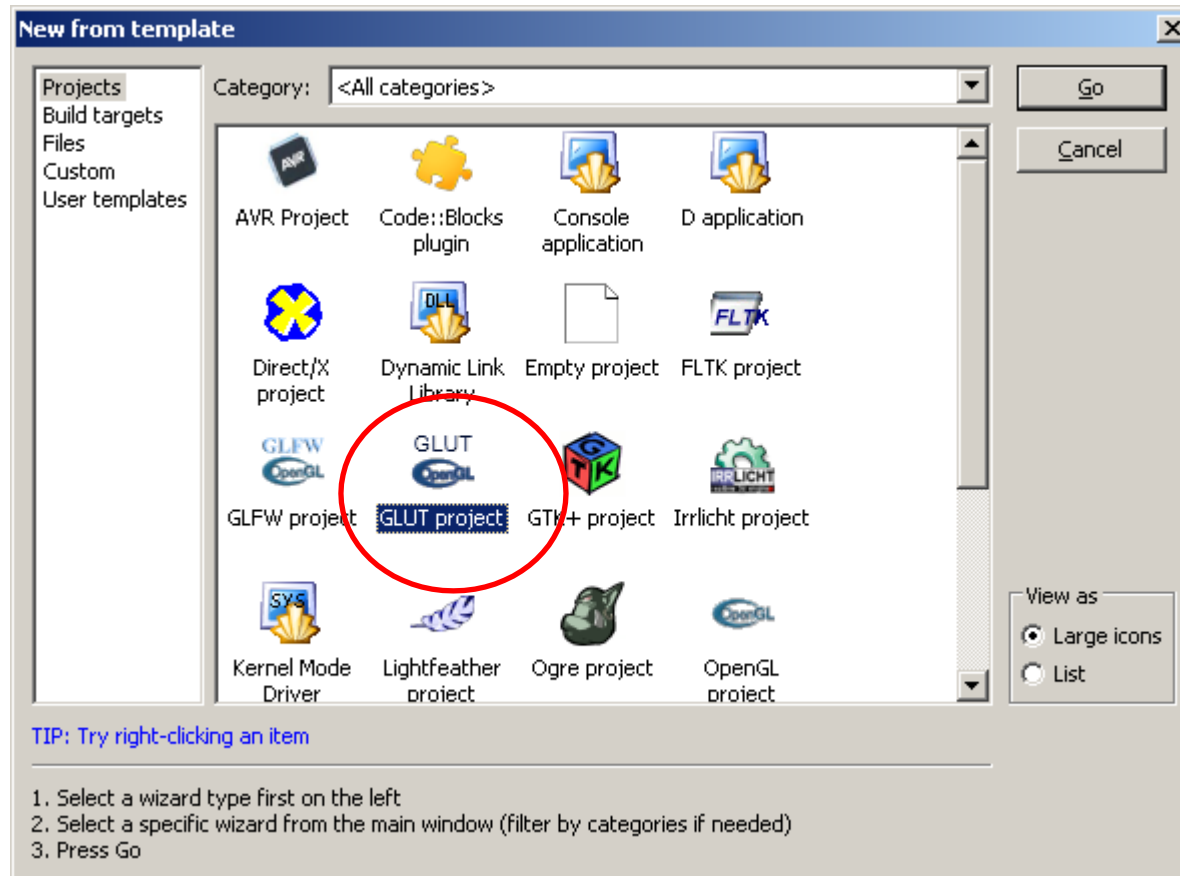 New from template
Projects
Build targets
Files
Custom
User templates
Category: <All categories>
Go
Cancel
AVR
AVR Project
Code::Blocks
plugin
Console
application
D application
DLL
FLTK
Direct/X
project
Dynamic Link
Library
Empty project
FLTK project
GLFW
OpenGL
GLUT
OpenGL
G
T K
IRRLICHT
GLFW project
GLUT project
GTK+ project
Irrlicht project
SYS
OpenGL
Kernel Mode
Driver
Lightfeather
project
Ogre project
OpenGL
project
View as
Large icons
List
TIP: Try right-clicking an item
1. Select a wizard type first on the left
2. Select a specific wizard from the main window (filter by categories if needed)
3. Press Go